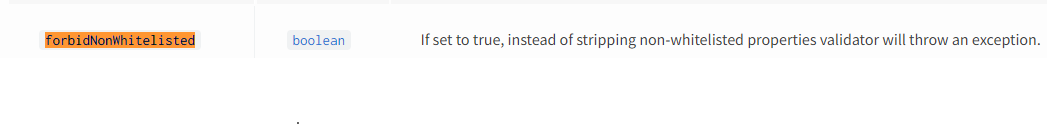 forbidNonWhitelisted boolean If set to true, instead of stripping non-whitelisted properties validator will throw an exception.
.